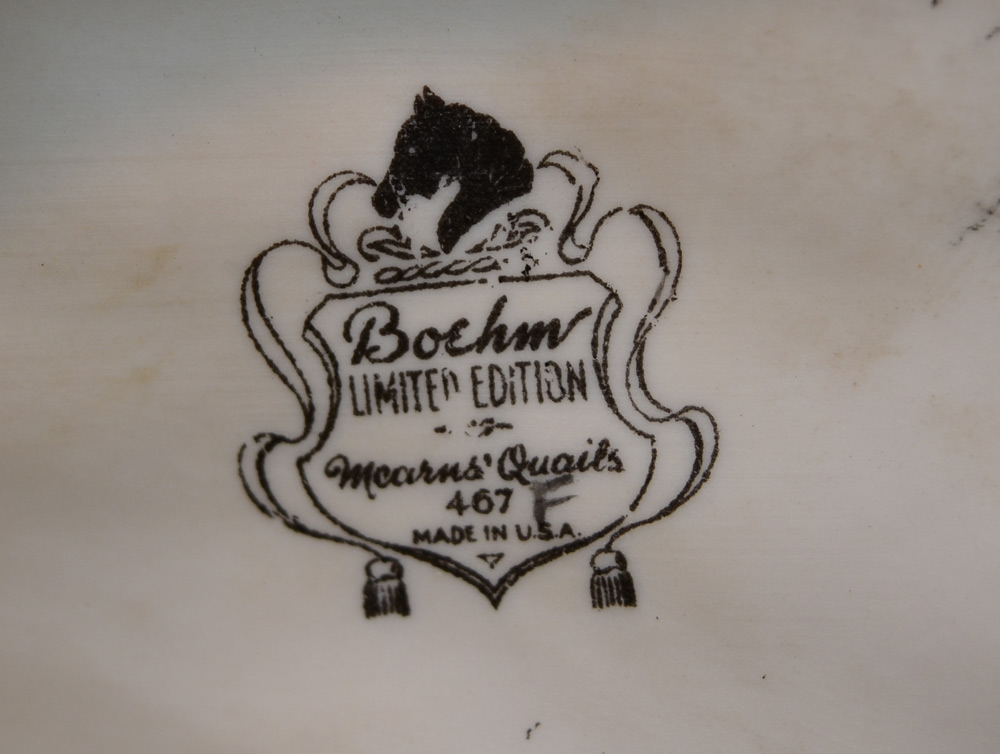 Boehm
LIMITED EDITION
Mearns' Quails
467 F
MADE IN U.S.A.